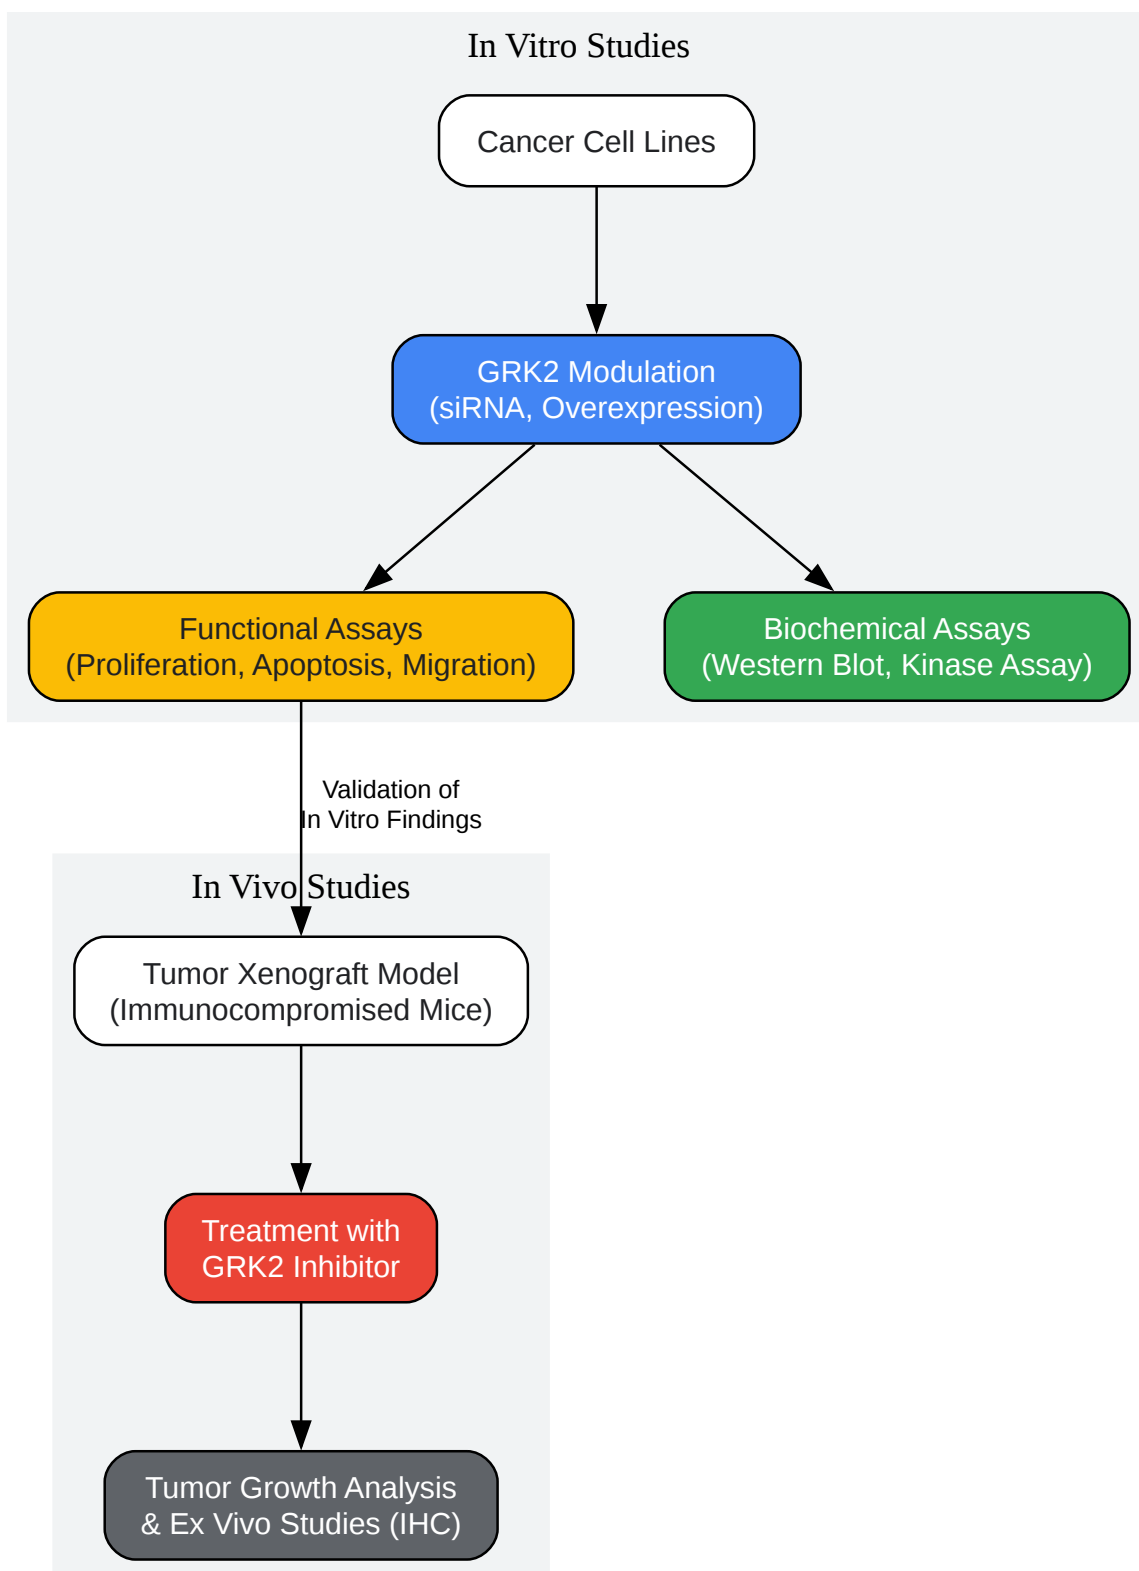 In Vitro Studies
Cancer Cell Lines
GRK2 Modulation
(siRNA, Overexpression)
Functional Assays
(Proliferation, Apoptosis, Migration)
Biochemical Assays
(Western Blot, Kinase Assay)
Validation of
In Vitro Findings
In Vivo Studies
Tumor Xenograft Model
(Immunocompromised Mice)
Treatment with
GRK2 Inhibitor
Tumor Growth Analysis
& Ex Vivo Studies (IHC)